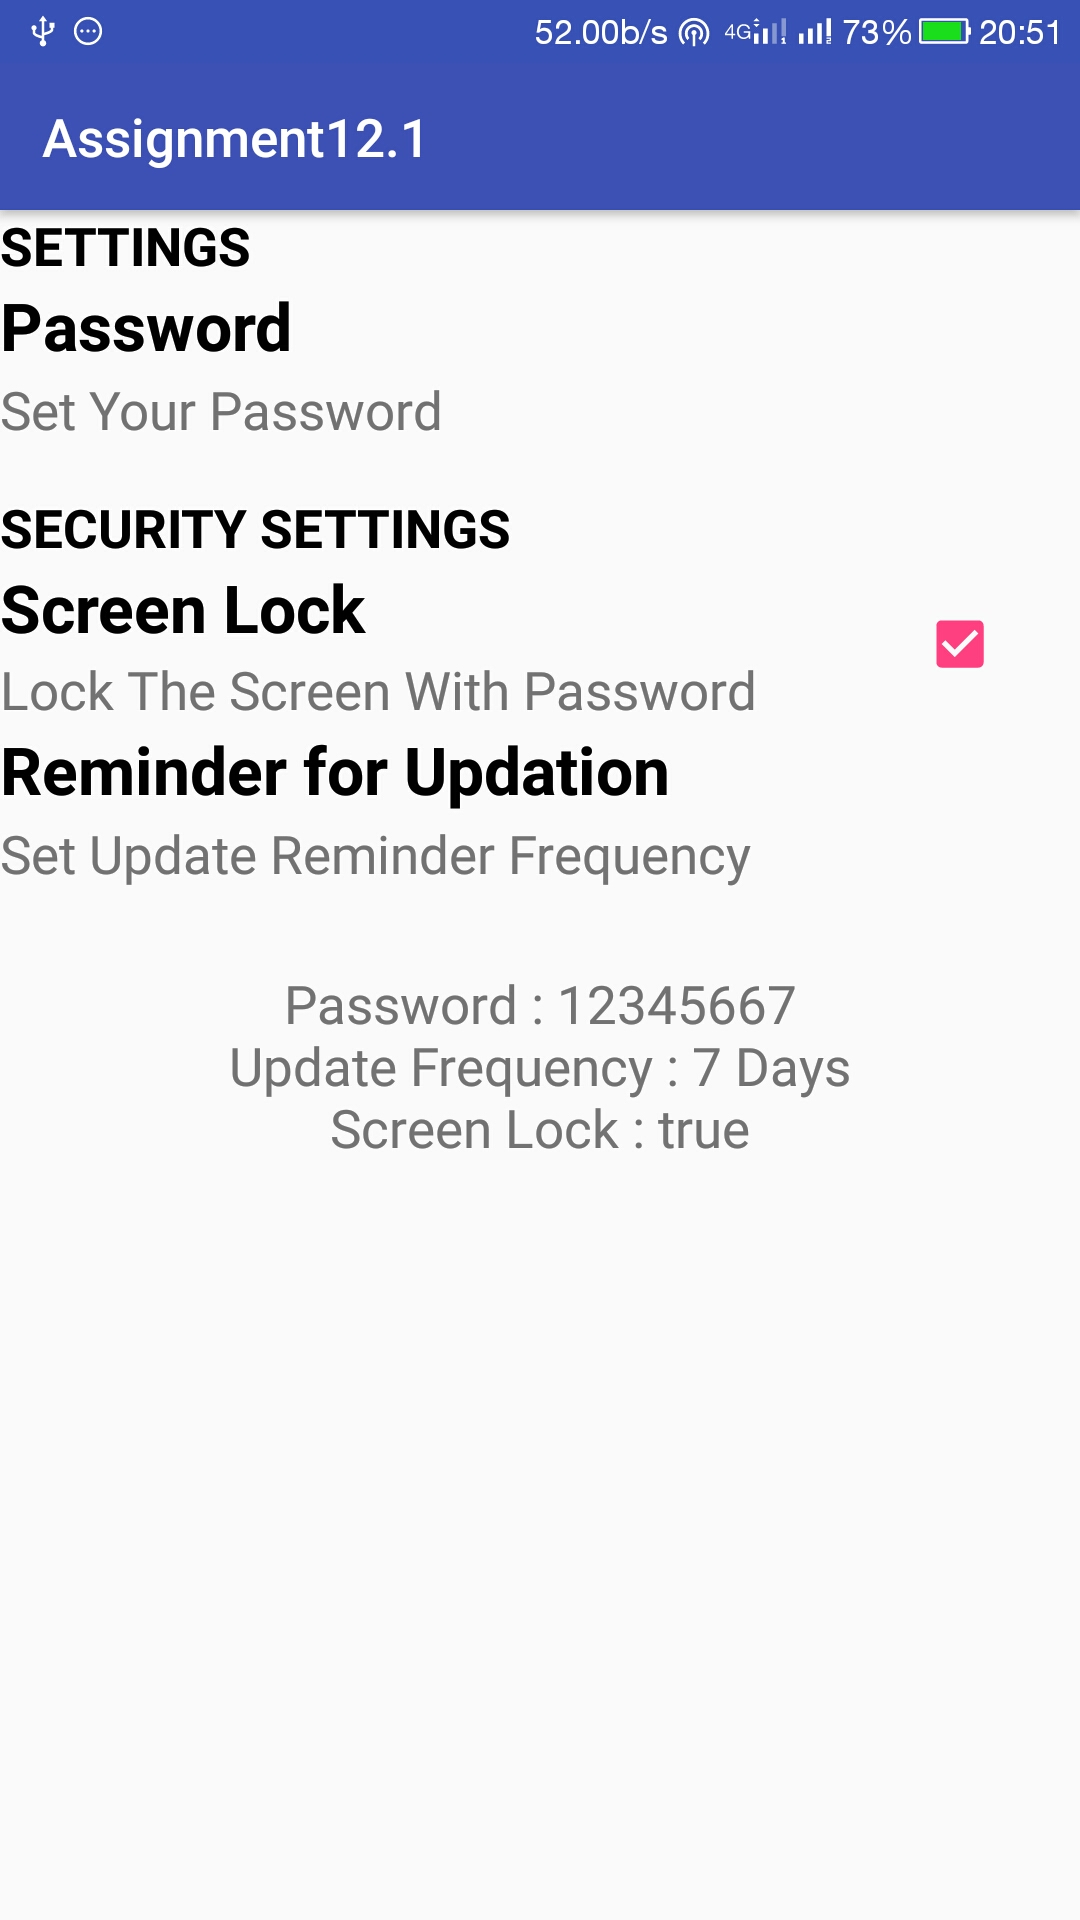 52.00b/s 4G 73% 20:51
Assignment12.1
SETTINGS
Password
Set Your Password
SECURITY SETTINGS
Screen Lock
Lock The Screen With Password
Reminder for Updation
Set Update Reminder Frequency
Password : 12345667
Update Frequency : 7 Days
Screen Lock : true